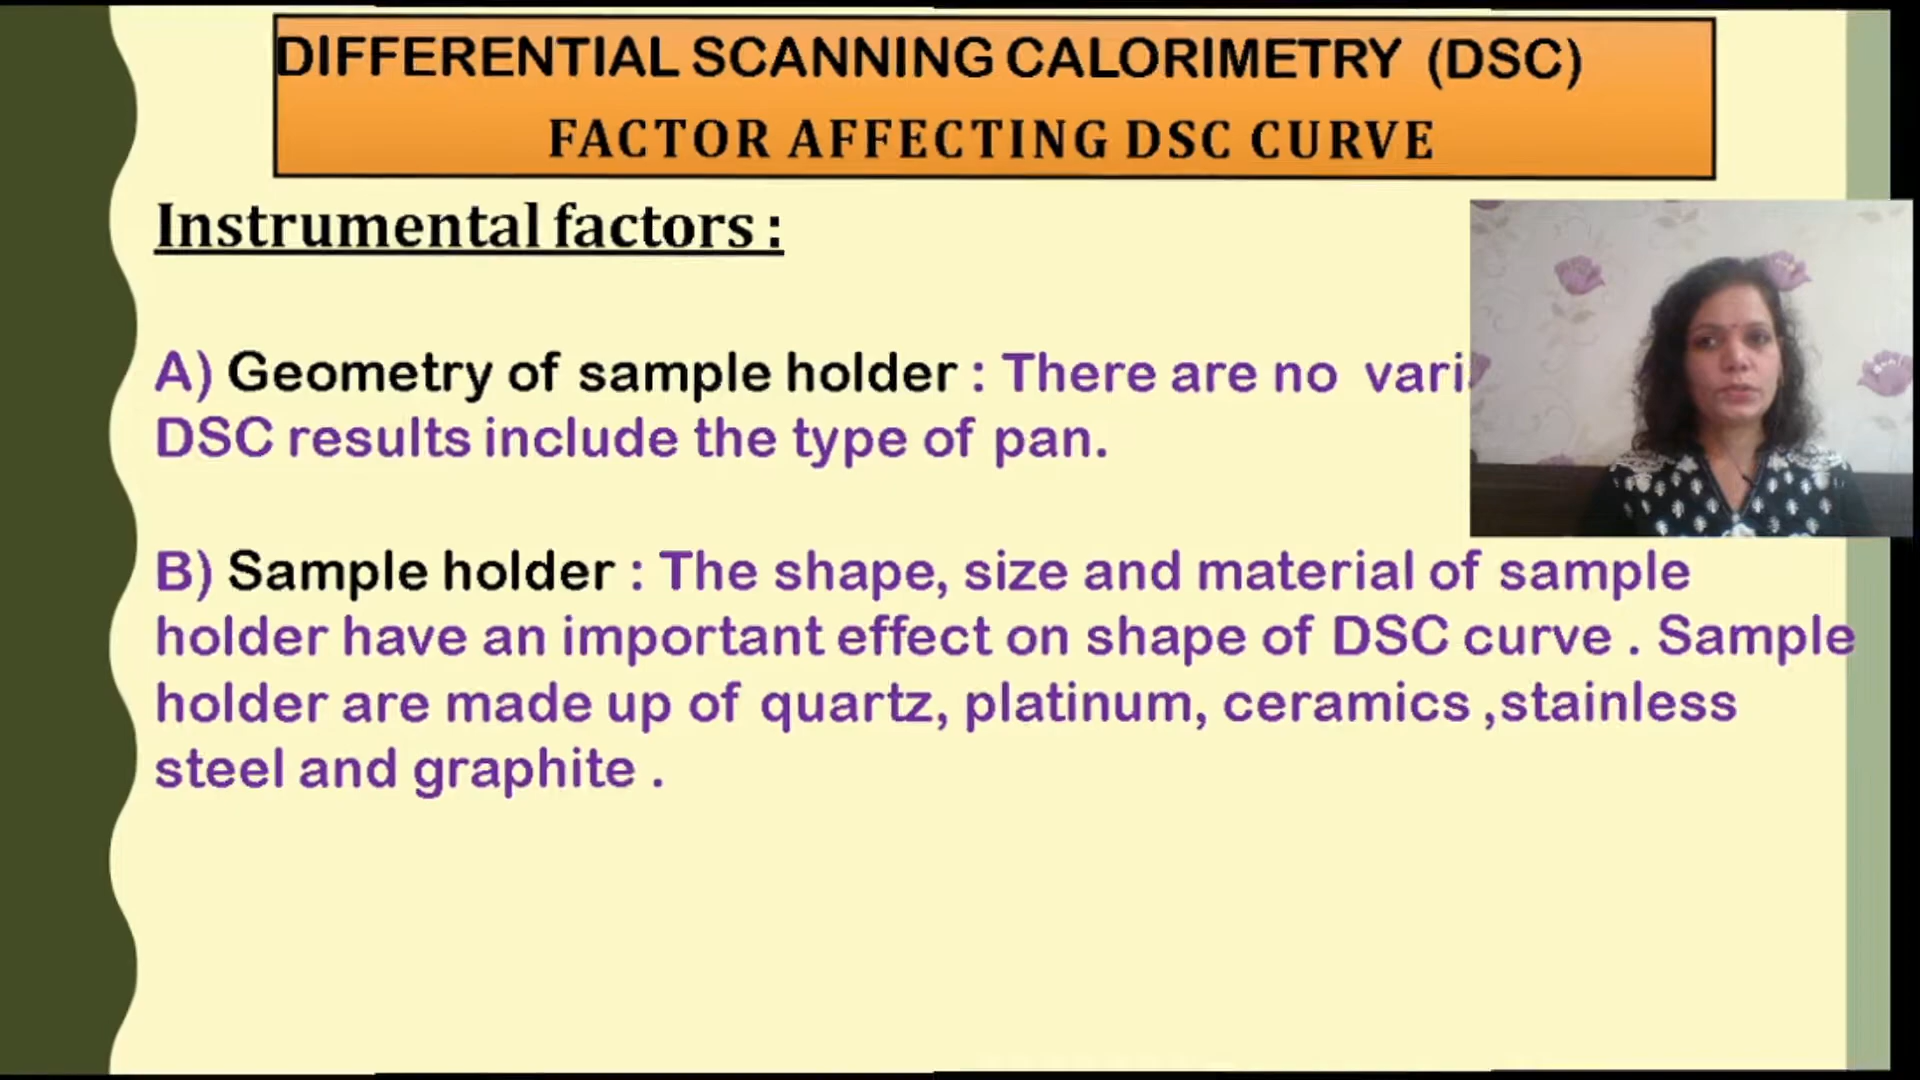 DIFFERENTIAL SCANNING CALORIMETRY (DSC)
FACTOR AFFECTING DSC CURVE
Instrumental factors :
A) Geometry of sample holder : There are no
DSC results include the type of pan.
B) Sample holder : The shape, size and material of sample
holder have an important effect on shape of DSC curve . Sample
holder are made up of quartz, platinum, ceramics ,stainless
steel and graphite .